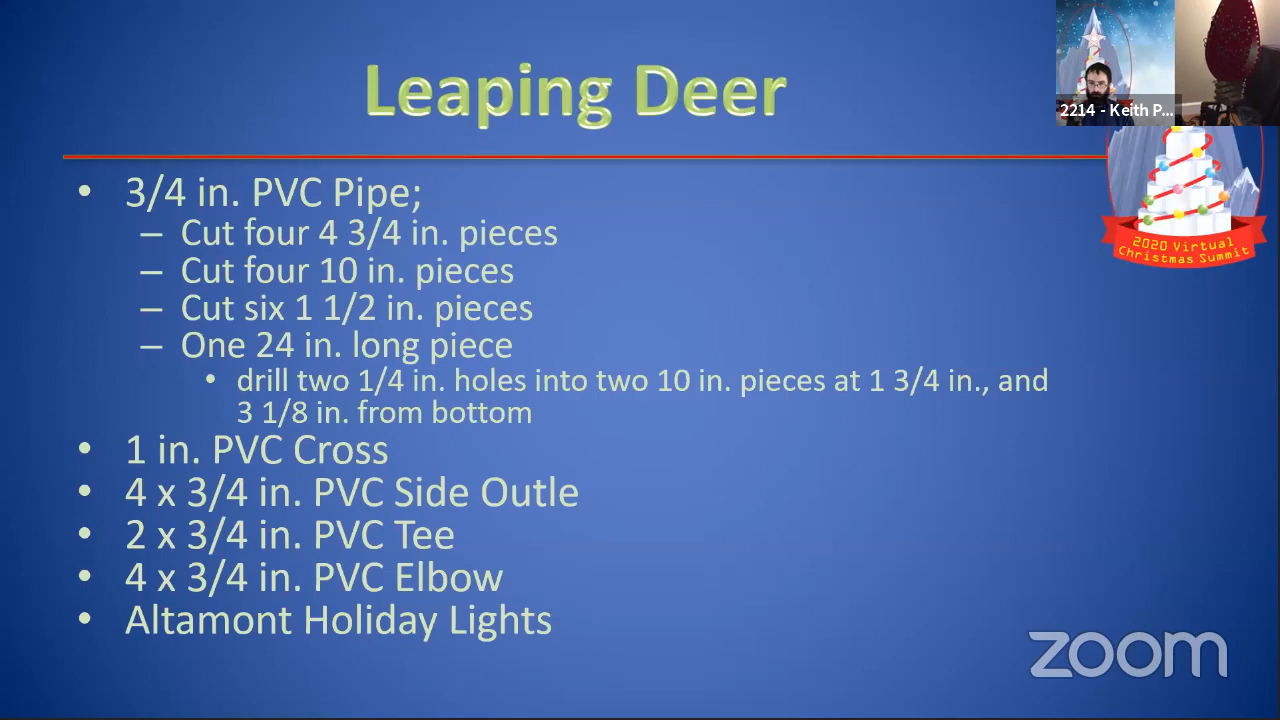 Leaping Deer
2214 - Keith P...
2020 Virtual
Christmas Summit
• 3/4 in. PVC Pipe;
– Cut four 4 3/4 in. pieces
– Cut four 10 in. pieces
– Cut six 1 1/2 in. pieces
– One 24 in. long piece
• drill two 1/4 in. holes into two 10 in. pieces at 1 3/4 in., and
3 1/8 in. from bottom
• 1 in. PVC Cross
• 4 x 3/4 in. PVC Side Outle
• 2 x 3/4 in. PVC Tee
• 4 x 3/4 in. PVC Elbow
• Altamont Holiday Lights
zoom